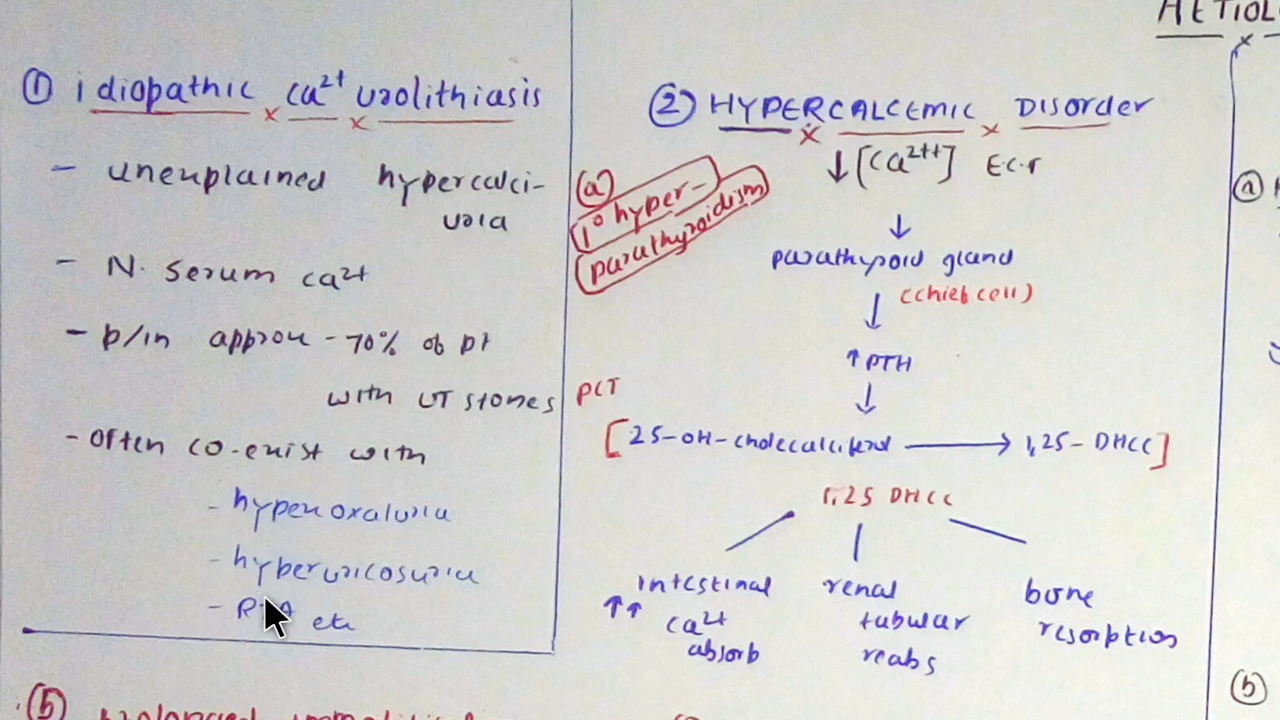 AETIOL
① idiopathic ca²⁺ urolithiasis
- unexplained hypercalci-
uria
- N. Serum ca²⁺
- p/in approx - 70% of pt
with UT stones
- often co-exist with
- hyperoxaluria
- hyperuricosuria
etc
⑤ prolonged
② HYPERCALCEMIC DISORDER
↓ [Ca²⁺⁺] E.C.F
(a)
1° hyper-
parathyroidism
↓
parathyroid gland
↓ (chief cell)
↑ PTH
↓
PCT
[25-OH-cholecalciferol → 1,25-DHCC]
1,25 DHCC
intestinal renal bone
↑↑ ca²⁺ tubular resorption
absorb reabs
ⓐ
ⓑ